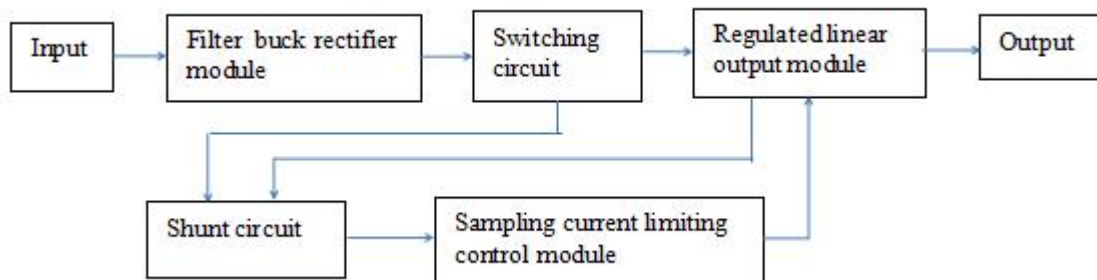 Input
Filter buck rectifier
module
Switching
circuit
Regulated linear
output module
Output
Shunt circuit
Sampling current limiting
control module